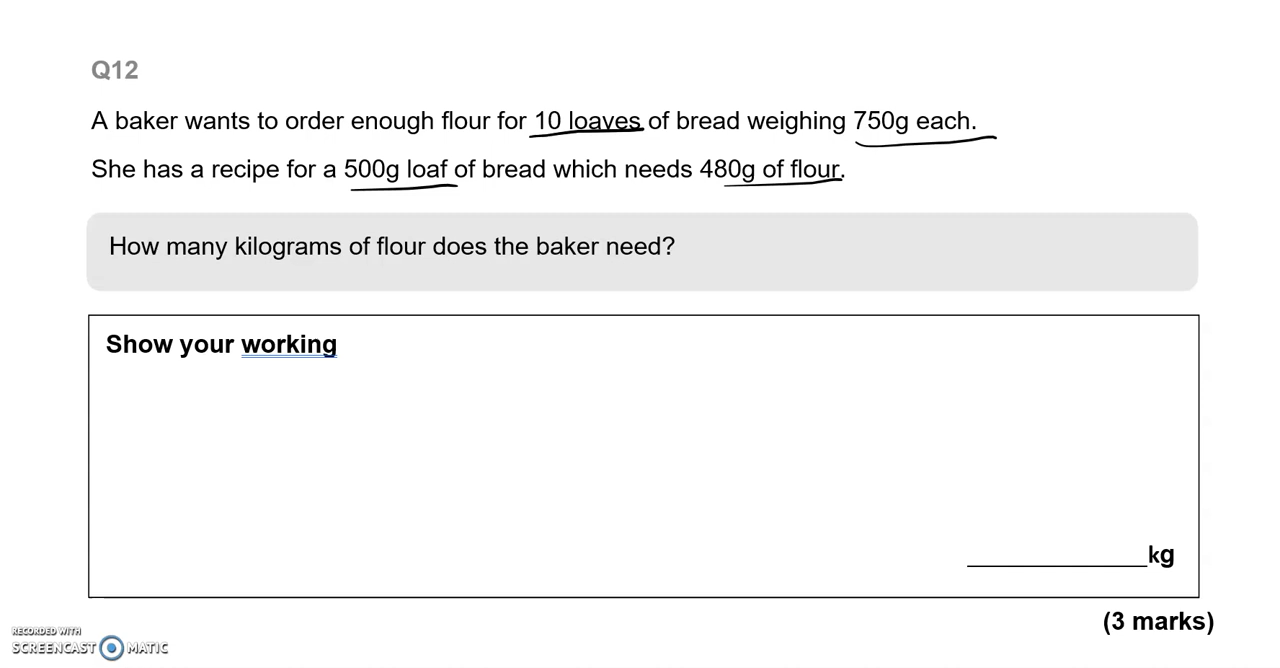 Q12
A baker wants to order enough flour for 10 loaves of bread weighing 750g each.
She has a recipe for a 500g loaf of bread which needs 480g of flour.
How many kilograms of flour does the baker need?
Show your working
kg
(3 marks)
RECORDED WITH
SCREENCAST MATIC